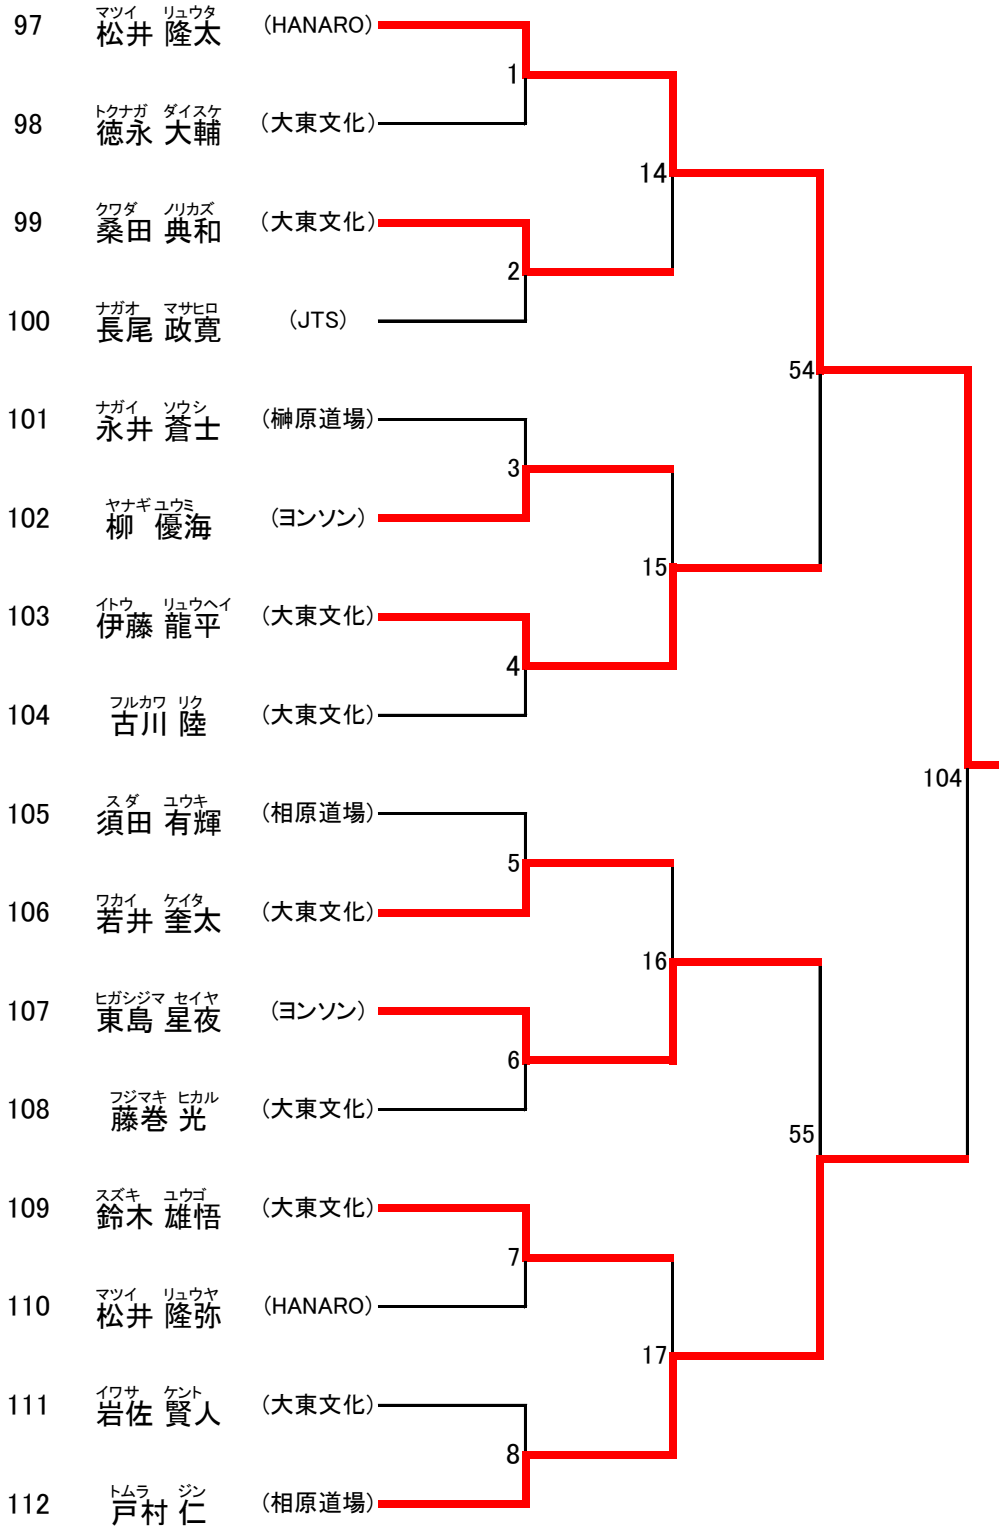 マツイ リュウタ
97 松井 隆太 (HANARO)
1
トクナガ ダイスケ
98 徳永 大輔 (大東文化)
14
クワダ ノリカズ
99 桑田 典和 (大東文化)
2
ナガオ マサヒロ
100 長尾 政寛 (JTS)
54
ナガイ ソウシ
101 永井 蒼士 (榊原道場)
3
ヤナギ ユウミ
102 柳 優海 (ヨンソン)
15
イトウ リュウヘイ
103 伊藤 龍平 (大東文化)
4
フルカワ リク
104 古川 陸 (大東文化)
104
スダ ユウキ
105 須田 有輝 (相原道場)
5
ワカイ ケイタ
106 若井 奎太 (大東文化)
16
ヒガシジマ セイヤ
107 東島 星夜 (ヨンソン)
6
フジマキ ヒカル
108 藤巻 光 (大東文化)
55
スズキ ユウゴ
109 鈴木 雄悟 (大東文化)
7
マツイ リュウヤ
110 松井 隆弥 (HANARO)
17
イワサ ケント
111 岩佐 賢人 (大東文化)
8
トムラ ジン
112 戸村 仁 (相原道場)